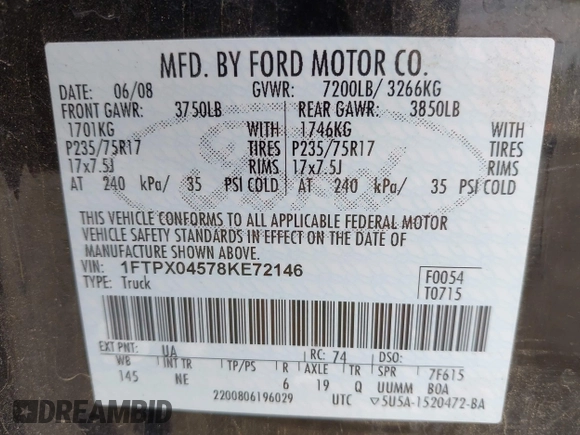 MFD. BY FORD MOTOR CO.
DATE: 06/08 GVWR: 7200LB/ 3266KG
FRONT GAWR: 3750LB REAR GAWR: 3850LB
1701KG WITH 1746KG WITH
P235/75R17 TIRES P235/75R17 TIRES
17x7.5J RIMS 17x7.5J RIMS
AT 240 kPa/ 35 PSI COLD AT 240 kPa/ 35 PSI COLD
Ford
THIS VEHICLE CONFORMS TO ALL APPLICABLE FEDERAL MOTOR
VEHICLE SAFETY STANDARDS IN EFFECT ON THE DATE OF
MANUFACTURE SHOWN ABOVE.
VIN: 1FTPX04578KE72146
TYPE: Truck
F0054
T0715
EXT PNT: UA RC: 74 DSO:
WB INT TR TP/PS R AXLE TR SPR 7F615
145 NE 6 19 Q UUMM BOA
2200806196029 UTC ▽5U5A-1520472-BA
DREAMBID